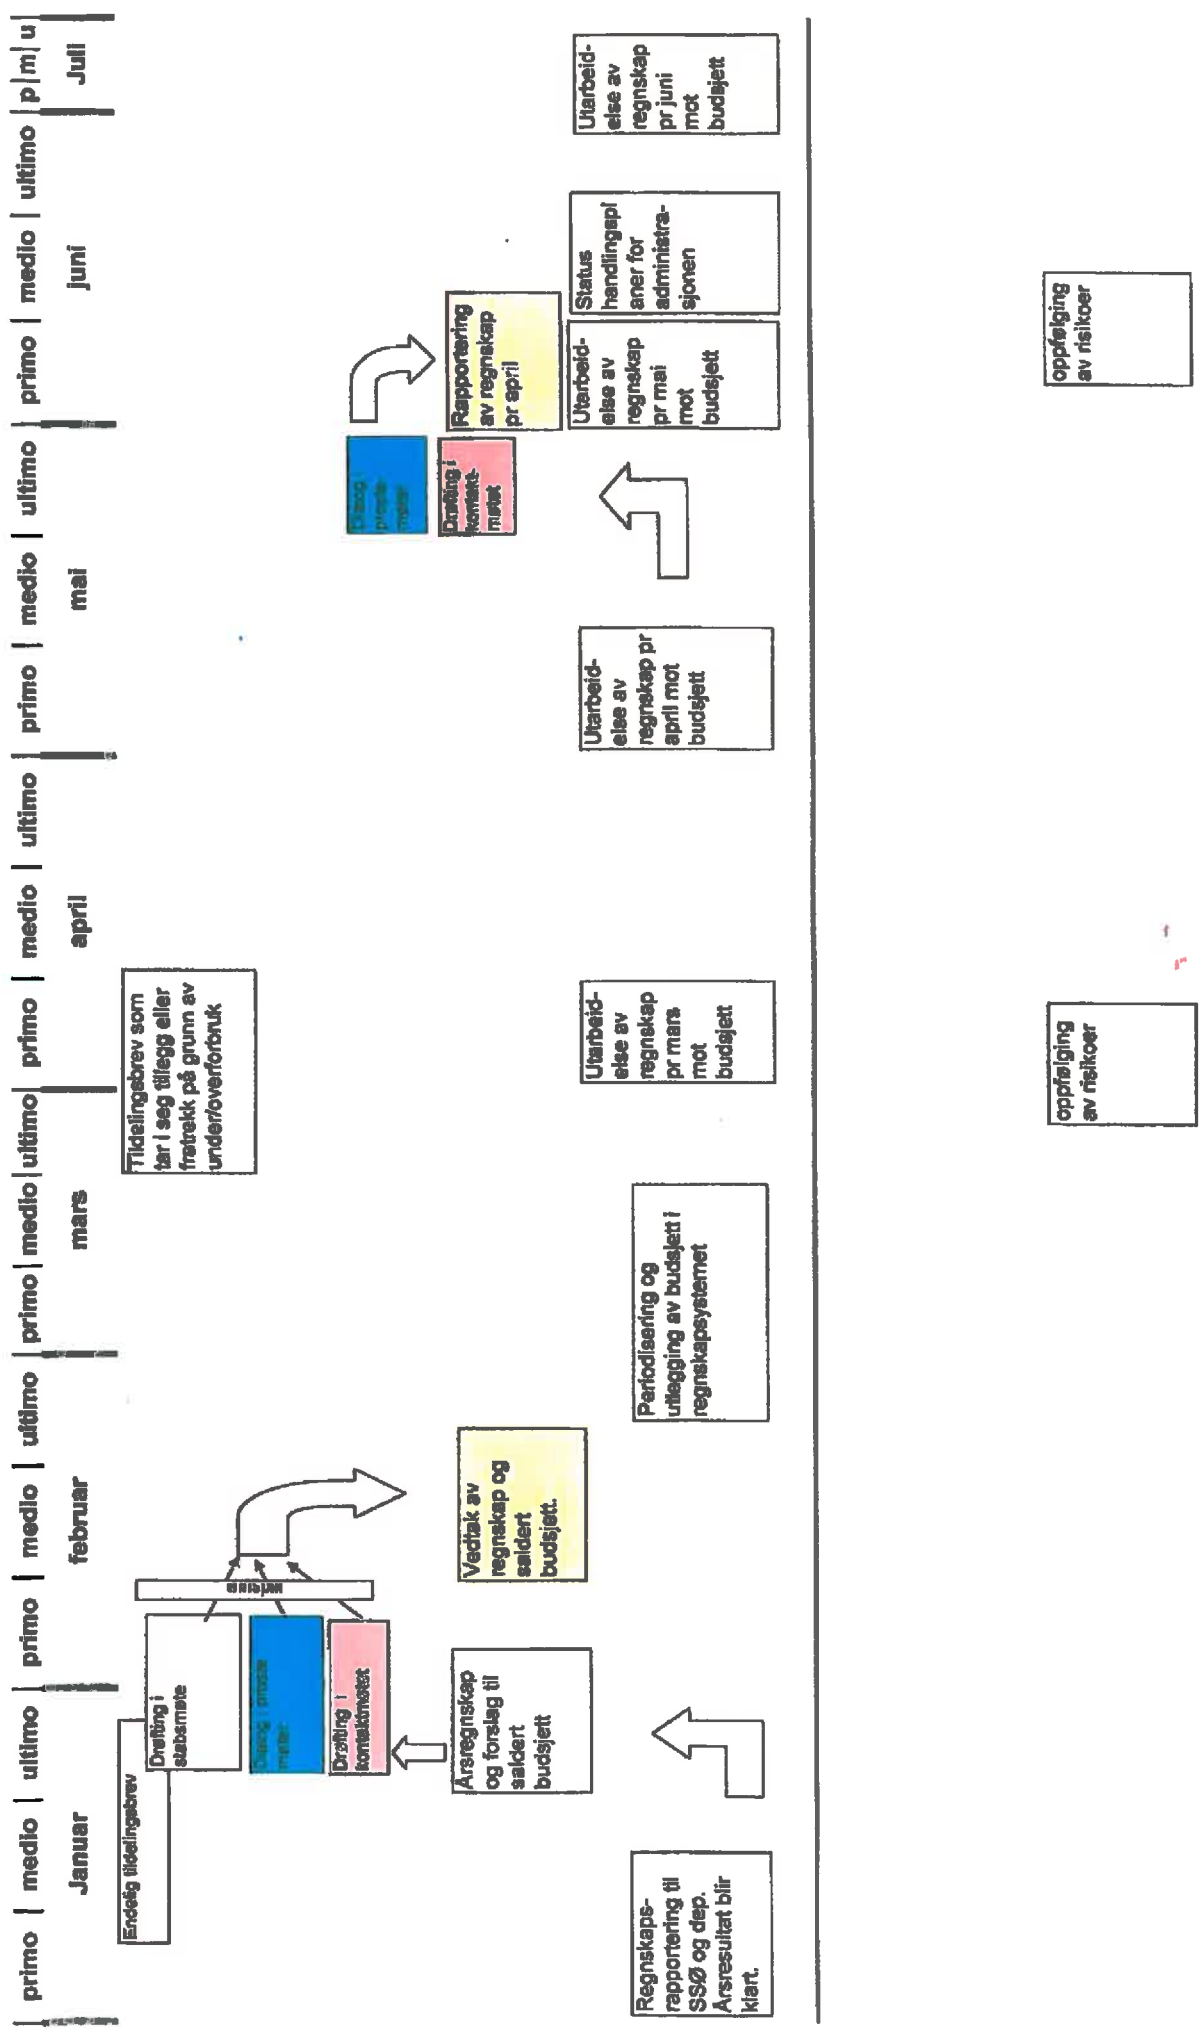 | primo | medio | ultimo | primo | medio | ultimo | primo | medio | ultimo | primo | medio | ultimo | primo | medio | ultimo | primo | medio | ultimo | p | m | u
Januar februar mars april mai juni Juli
Endelig tildelingsbrev
Drøfting i
stabsmøte
Dialog i proste
møtet
Drøfting i
kontaktmøtet
Årsregnskap
og forslag til
saldert
budsjett
Regnskaps-
rapportering til
SSØ og dep.
Årsresultat blir
klart.
Vedtak av
regnskap og
saldert
budsjett.
Periodisering og
utlegging av budsjett i
regnskapsystemet
Tildelingsbrev som
tar i seg tillegg eller
fratrekk på grunn av
under/overforbruk
Utarbeid-
else av
regnskap
pr mars
mot
budsjett
oppfølging
av risikoer
Utarbeid-
else av
regnskap pr
april mot
budsjett
Dialog i
proste-
møtet
Drøfting i
kontakt-
møtet
Rapportering
av regnskap
pr april
Utarbeid-
else av
regnskap
pr mai
mot
budsjett
Status
handlingspl
aner for
administra-
sjonen
oppfølging
av risikoer
Utarbeid-
else av
regnskap
pr juni
mot
budsjett